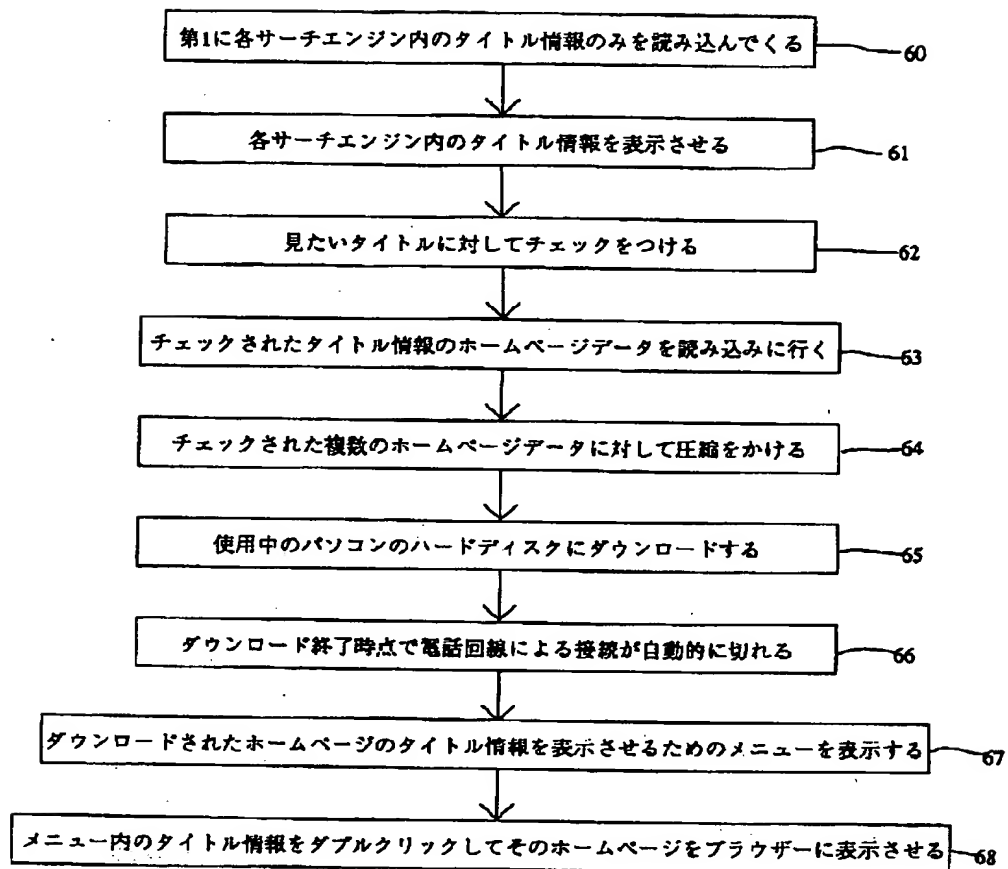 第1に各サーチエンジン内のタイトル情報のみを読み込んでくる
60
各サーチエンジン内のタイトル情報を表示させる
61
見たいタイトルに対してチェックをつける
62
チェックされたタイトル情報のホームページデータを読み込みに行く
63
チェックされた複数のホームページデータに対して圧縮をかける
64
使用中のパソコンのハードディスクにダウンロードする
65
ダウンロード終了時点で電話回線による接続が自動的に切れる
66
ダウンロードされたホームページのタイトル情報を表示させるためのメニューを表示する
67
メニュー内のタイトル情報をダブルクリックしてそのホームページをブラウザーに表示させる
68